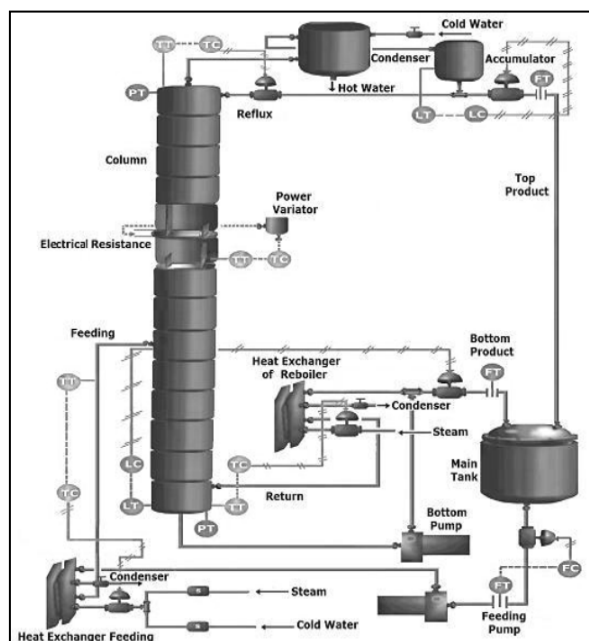 Cold Water
TT
TC
Condenser
Accumulator
FT
PT
Hot Water
Reflux
LT
LC
Column
Top
Product
Power
Variator
Electrical Resistance
TT
TC
Feeding
Bottom
Product
Heat Exchanger
of Reboiler
FT
TT
Condenser
Steam
Main
Tank
LC
TC
TC
Return
LT
TT
PT
Bottom Pump
Condenser
FT
FC
Steam
Feeding
Pump
Cold Water
Heat Exchanger Feeding